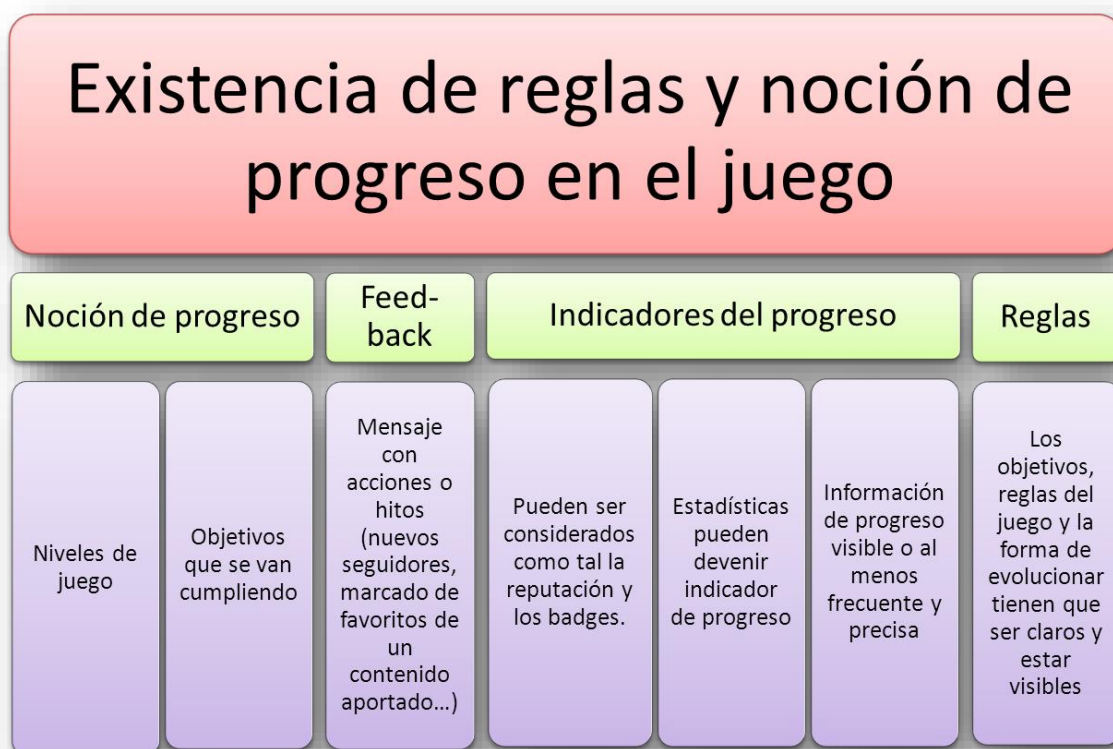 Existencia de reglas y noción de
progreso en el juego
Noción de progreso
Feed-
back
Indicadores del progreso
Reglas
Niveles de
juego
Objetivos
que se van
cumpliendo
Mensaje
con
acciones o
hitos
(nuevos
seguidores,
marcado de
favoritos de
un
contenido
aportado...)
Pueden ser
considerados
como tal la
reputación y
los badges.
Estadísticas
pueden
devenir
indicador
de progreso
Información
de progreso
visible o al
menos
frecuente y
precisa
Los
objetivos,
reglas del
juego y la
forma de
evolucionar
tienen que
ser claros y
estar
visibles